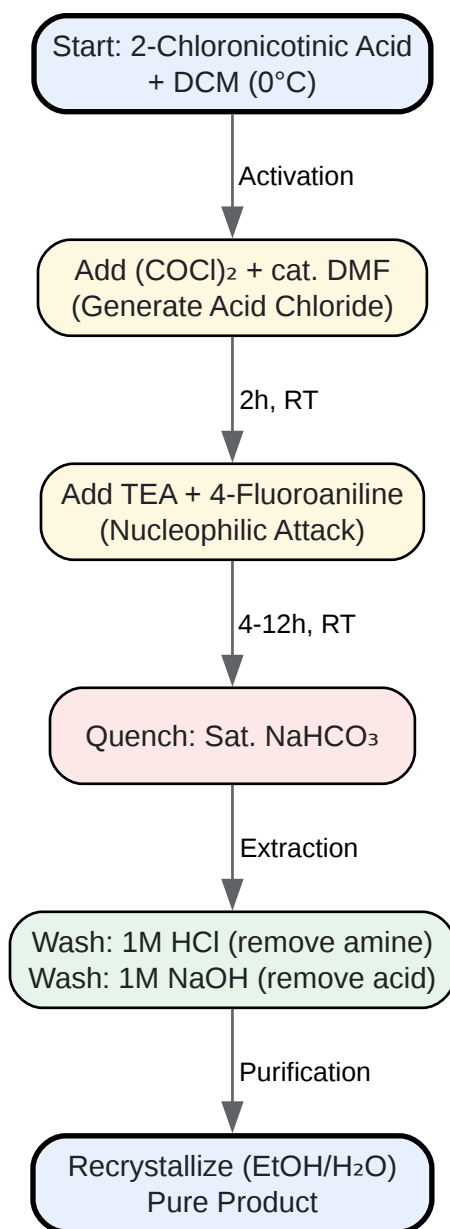 Start: 2-Chloronicotinic Acid
+ DCM (0°C)
Activation
Add (COCl)₂ + cat. DMF
(Generate Acid Chloride)
2h, RT
Add TEA + 4-Fluoroaniline
(Nucleophilic Attack)
4-12h, RT
Quench: Sat. NaHCO₃
Extraction
Wash: 1M HCl (remove amine)
Wash: 1M NaOH (remove acid)
Purification
Recrystallize (EtOH/H₂O)
Pure Product